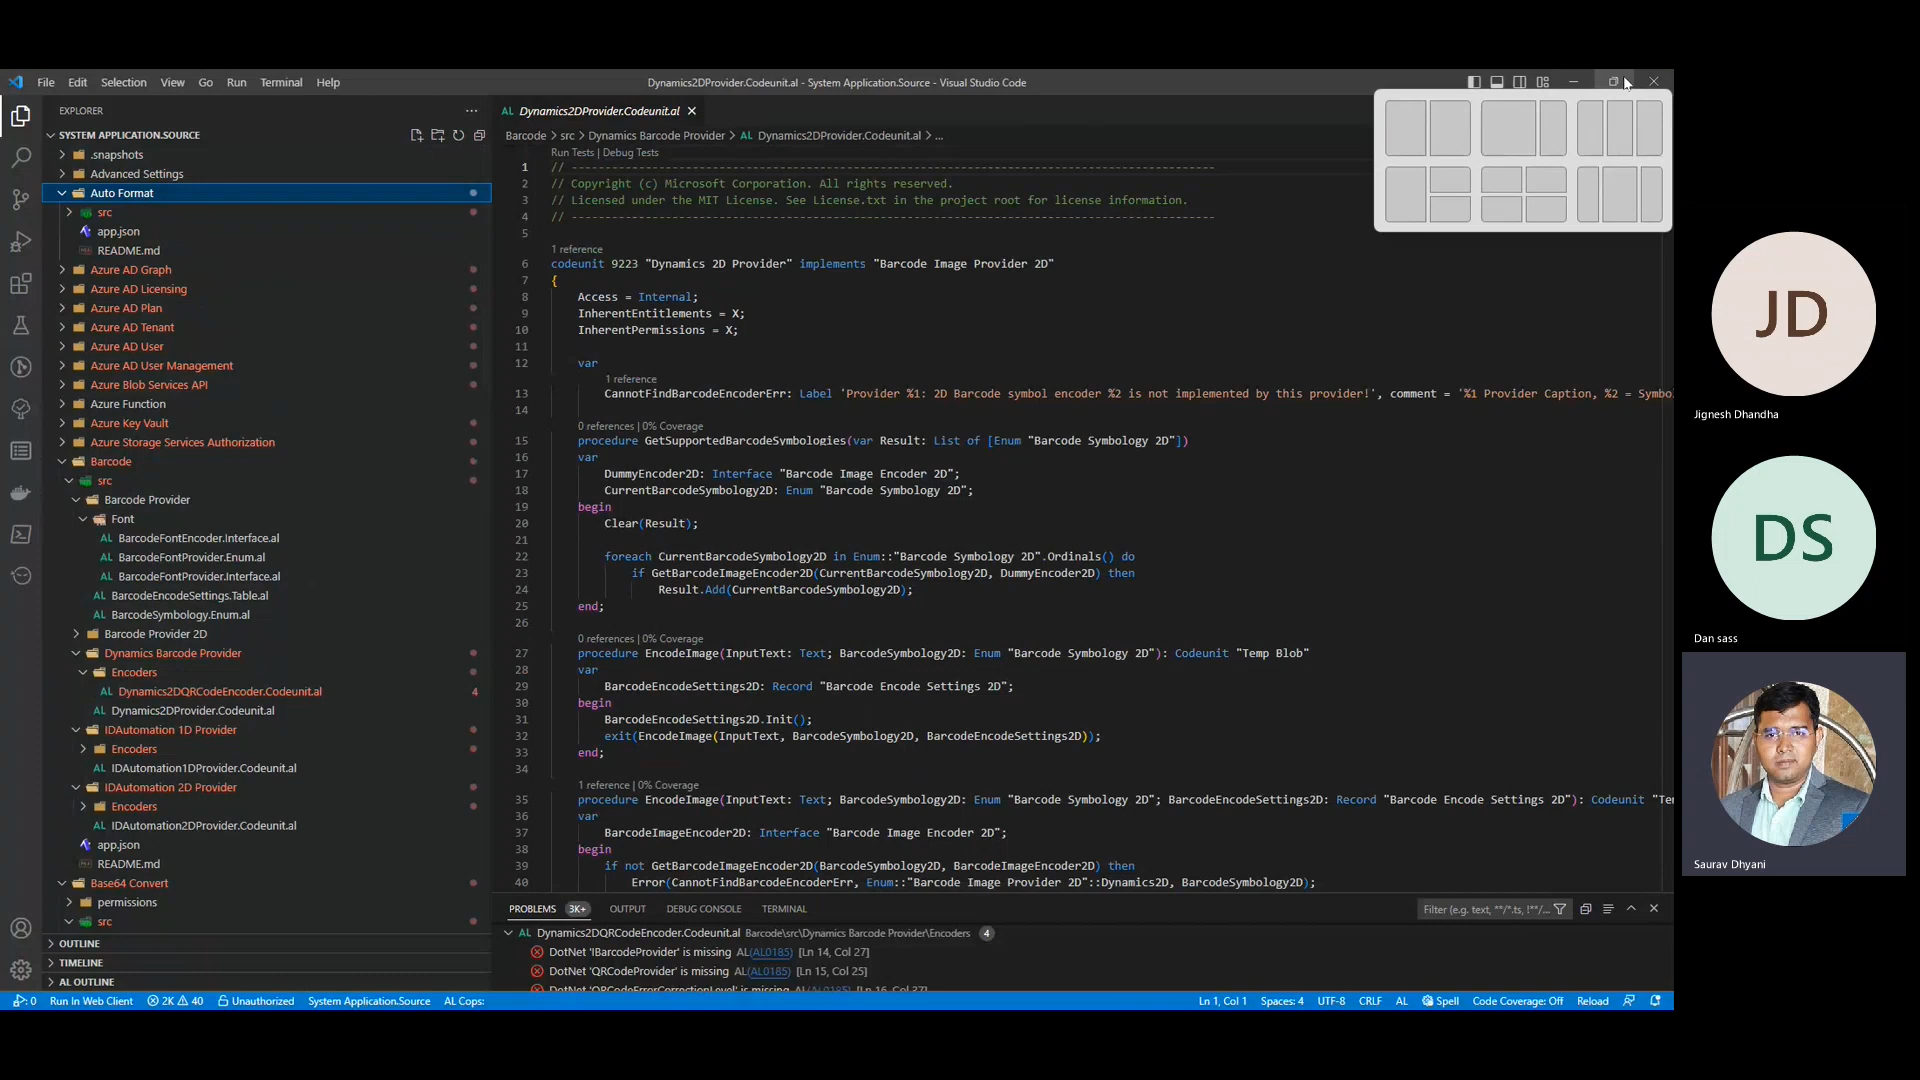 File Edit Selection View Go Run Terminal Help
Dynamics2DProvider.Codeunit.al - System Application.Source - Visual Studio Code
EXPLORER
SYSTEM APPLICATION.SOURCE
.snapshots
Advanced Settings
Auto Format
src
app.json
README.md
Azure AD Graph
Azure AD Licensing
Azure AD Plan
Azure AD Tenant
Azure AD User
Azure AD User Management
Azure Blob Services API
Azure Function
Azure Key Vault
Azure Storage Services Authorization
Barcode
src
Barcode Provider
Font
AL BarcodeFontEncoder.Interface.al
AL BarcodeFontProvider.Enum.al
AL BarcodeFontProvider.Interface.al
AL BarcodeEncodeSettings.Table.al
AL BarcodeSymbology.Enum.al
Barcode Provider 2D
Dynamics Barcode Provider
Encoders
AL Dynamics2DQRCodeEncoder.Codeunit.al 4
AL Dynamics2DProvider.Codeunit.al
IDAutomation 1D Provider
Encoders
AL IDAutomation1DProvider.Codeunit.al
IDAutomation 2D Provider
Encoders
AL IDAutomation2DProvider.Codeunit.al
app.json
README.md
Base64 Convert
permissions
src
OUTLINE
TIMELINE
AL OUTLINE
AL Dynamics2DProvider.Codeunit.al
Barcode > src > Dynamics Barcode Provider > AL Dynamics2DProvider.Codeunit.al > ...
Run Tests | Debug Tests
1 // ------------------------------------------------------------------------------------------------
2 // Copyright (c) Microsoft Corporation. All rights reserved.
3 // Licensed under the MIT License. See License.txt in the project root for license information.
4 // ------------------------------------------------------------------------------------------------
5
1 reference
6 codeunit 9223 "Dynamics 2D Provider" implements "Barcode Image Provider 2D"
7 {
8 Access = Internal;
9 InherentEntitlements = X;
10 InherentPermissions = X;
11
12 var
1 reference
13 CannotFindBarcodeEncoderErr: Label 'Provider %1: 2D Barcode symbol encoder %2 is not implemented by this provider!', comment = '%1 Provider Caption, %2 = Symbo
14
0 references | 0% Coverage
15 procedure GetSupportedBarcodeSymbologies(var Result: List of [Enum "Barcode Symbology 2D"])
16 var
17 DummyEncoder2D: Interface "Barcode Image Encoder 2D";
18 CurrentBarcodeSymbology2D: Enum "Barcode Symbology 2D";
19 begin
20 Clear(Result);
21
22 foreach CurrentBarcodeSymbology2D in Enum::"Barcode Symbology 2D".Ordinals() do
23 if GetBarcodeImageEncoder2D(CurrentBarcodeSymbology2D, DummyEncoder2D) then
24 Result.Add(CurrentBarcodeSymbology2D);
25 end;
26
0 references | 0% Coverage
27 procedure EncodeImage(InputText: Text; BarcodeSymbology2D: Enum "Barcode Symbology 2D"): Codeunit "Temp Blob"
28 var
29 BarcodeEncodeSettings2D: Record "Barcode Encode Settings 2D";
30 begin
31 BarcodeEncodeSettings2D.Init();
32 exit(EncodeImage(InputText, BarcodeSymbology2D, BarcodeEncodeSettings2D));
33 end;
34
1 reference | 0% Coverage
35 procedure EncodeImage(InputText: Text; BarcodeSymbology2D: Enum "Barcode Symbology 2D"; BarcodeEncodeSettings2D: Record "Barcode Encode Settings 2D"): Codeunit "Te
36 var
37 BarcodeImageEncoder2D: Interface "Barcode Image Encoder 2D";
38 begin
39 if not GetBarcodeImageEncoder2D(BarcodeSymbology2D, BarcodeImageEncoder2D) then
40 Error(CannotFindBarcodeEncoderErr, Enum::"Barcode Image Provider 2D"::Dynamics2D, BarcodeSymbology2D);
PROBLEMS 3K+ OUTPUT DEBUG CONSOLE TERMINAL
Filter (e.g. text, **/*.ts, !**/...
AL Dynamics2DQRCodeEncoder.Codeunit.al Barcode\src\Dynamics Barcode Provider\Encoders 4
DotNet 'IBarcodeProvider' is missing AL(AL0185) [Ln 14, Col 27]
DotNet 'QRCodeProvider' is missing AL(AL0185) [Ln 15, Col 25]
DotNet 'QRCodeErrorCorrectionLevel' is missing AL(AL0185) [Ln 16, Col 37]
0 Run In Web Client 2K 40 Unauthorized System Application.Source AL Cops:
Ln 1, Col 1 Spaces: 4 UTF-8 CRLF AL Spell Code Coverage: Off Reload
JD
Jignesh Dhandha
DS
Dan sass
Saurav Dhyani